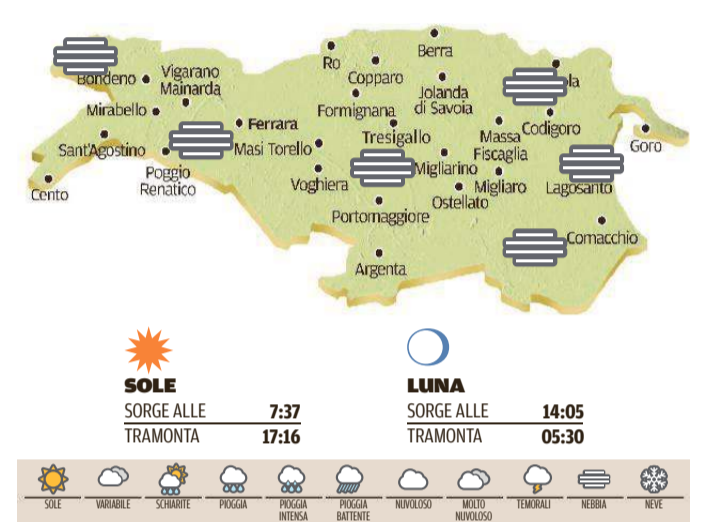 Berra
Ro
Copparo
Bondeno
Vigarano
Mainarda
Jolanda
di Savoia
Mirabello
Formignana
Codigoro
Ferrara
Tresigallo
Massa
Fiscaglia
Goro
Sant'Agostino
Masi Torello
Poggio
Renatico
Voghiera
Migliarino
Migliaro
Lagosanto
Cento
Ostellato
Portomaggiore
Comacchio
Argenta
SOLE
SORGE ALLE 7:37
TRAMONTA 17:16
LUNA
SORGE ALLE 14:05
TRAMONTA 05:30
SOLE
VARIABILE
SCHIARITE
PIOGGIA
PIOGGIA
INTENSA
PIOGGIA
BATTENTE
NUVOLOSO
MOLTO
NUVOLOSO
TEMORALI
NEBBIA
NEVE